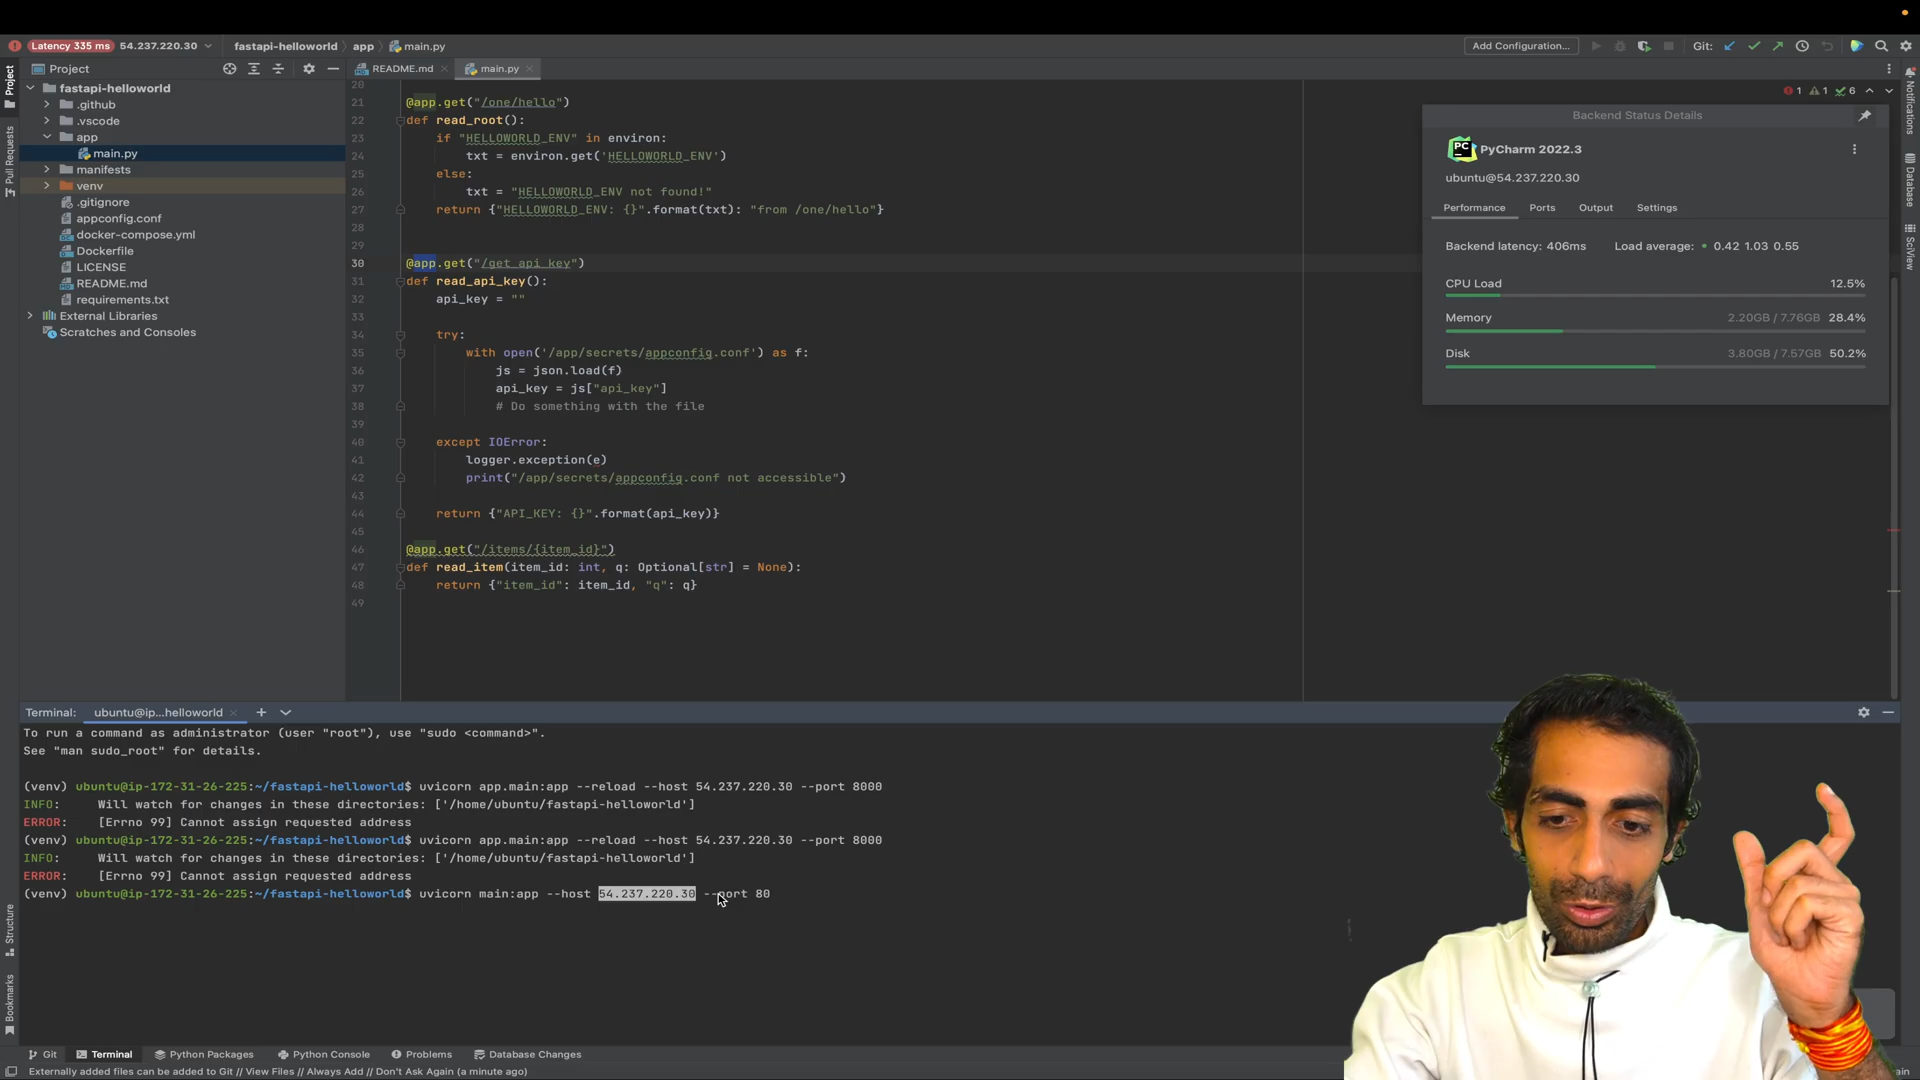 Latency 335 ms 54.237.220.30 fastapi-helloworld app main.py Add Configuration... Git:
Project
README.md main.py
Project
Pull Requests
Structure
Bookmarks
Notifications
Database
SciView
fastapi-helloworld
.github
.vscode
app
main.py
manifests
venv
.gitignore
appconfig.conf
docker-compose.yml
Dockerfile
LICENSE
README.md
requirements.txt
External Libraries
Scratches and Consoles
1 1 6
20
21 @app.get("/one/hello")
22 def read_root():
23 if "HELLOWORLD_ENV" in environ:
24 txt = environ.get('HELLOWORLD_ENV')
25 else:
26 txt = "HELLOWORLD_ENV not found!"
27 return {"HELLOWORLD_ENV: {}".format(txt): "from /one/hello"}
28
29
30 @app.get("/get_api_key")
31 def read_api_key():
32 api_key = ""
33
34 try:
35 with open('/app/secrets/appconfig.conf') as f:
36 js = json.load(f)
37 api_key = js["api_key"]
38 # Do something with the file
39
40 except IOError:
41 logger.exception(e)
42 print("/app/secrets/appconfig.conf not accessible")
43
44 return {"API_KEY: {}".format(api_key)}
45
46 @app.get("/items/{item_id}")
47 def read_item(item_id: int, q: Optional[str] = None):
48 return {"item_id": item_id, "q": q}
49
Backend Status Details
PC PyCharm 2022.3
ubuntu@54.237.220.30
Performance Ports Output Settings
Backend latency: 406ms Load average: 0.42 1.03 0.55
CPU Load 12.5%
Memory 2.20GB / 7.76GB 28.4%
Disk 3.80GB / 7.57GB 50.2%
Terminal: ubuntu@ip...helloworld
To run a command as administrator (user "root"), use "sudo <command>".
See "man sudo_root" for details.
(venv) ubuntu@ip-172-31-26-225:~/fastapi-helloworld$ uvicorn app.main:app --reload --host 54.237.220.30 --port 8000
INFO: Will watch for changes in these directories: ['/home/ubuntu/fastapi-helloworld']
ERROR: [Errno 99] Cannot assign requested address
(venv) ubuntu@ip-172-31-26-225:~/fastapi-helloworld$ uvicorn app.main:app --reload --host 54.237.220.30 --port 8000
INFO: Will watch for changes in these directories: ['/home/ubuntu/fastapi-helloworld']
ERROR: [Errno 99] Cannot assign requested address
(venv) ubuntu@ip-172-31-26-225:~/fastapi-helloworld$ uvicorn main:app --host 54.237.220.30 --port 80
Git Terminal Python Packages Python Console Problems Database Changes
Externally added files can be added to Git // View Files // Always Add // Don't Ask Again (a minute ago)